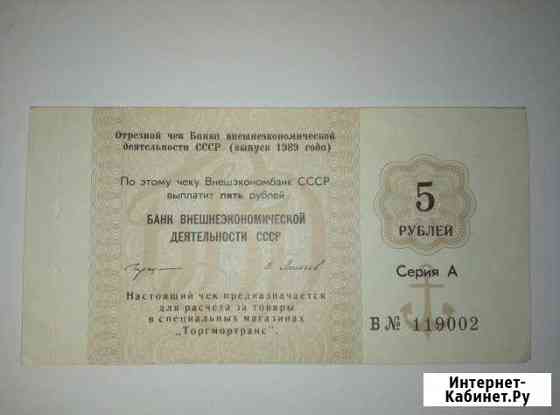 Отрезной чек Банка внешнеэкономической
деятельности СССР (выпуск 1989 года)
По этому чеку Внешэкономбанк СССР
выплатит пять рублей
БАНК ВНЕШНЕЭКОНОМИЧЕСКОЙ
ДЕЯТЕЛЬНОСТИ СССР
Настоящий чек предназначается
для расчета за товары
в специальных магазинах
"Торгмортранс".
5
РУБЛЕЙ
Серия А
Б № 119002
Интернет-
Кабинет.Ру